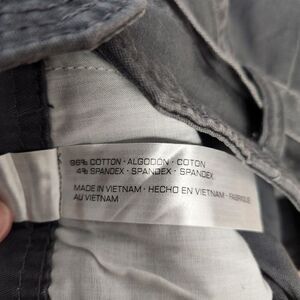 96% COTTON · ALGODÓN · COTON
4% SPANDEX · SPANDEX · SPANDEX
MADE IN VIETNAM · HECHO EN VIETNAM · FABRIQUÉ
AU VIETNAM